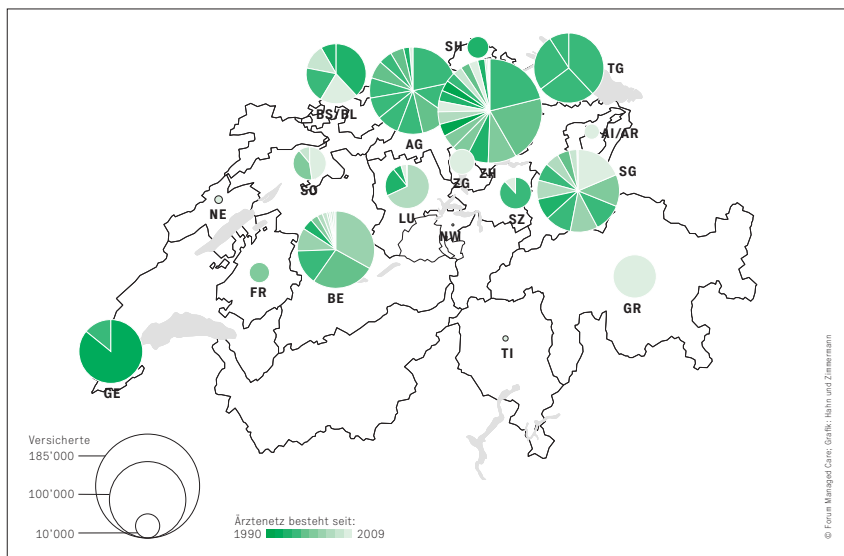 SH
TG
BS/BL
AG
AI/AR
ZH
ZG
SG
SO
LU
SZ
NE
NW
FR
BE
GR
TI
GE
Versicherte
185'000
100'000
10'000
Ärztenetz besteht seit:
1990 2009
© Forum Managed Care; Grafik: Hahn und Zimmermann